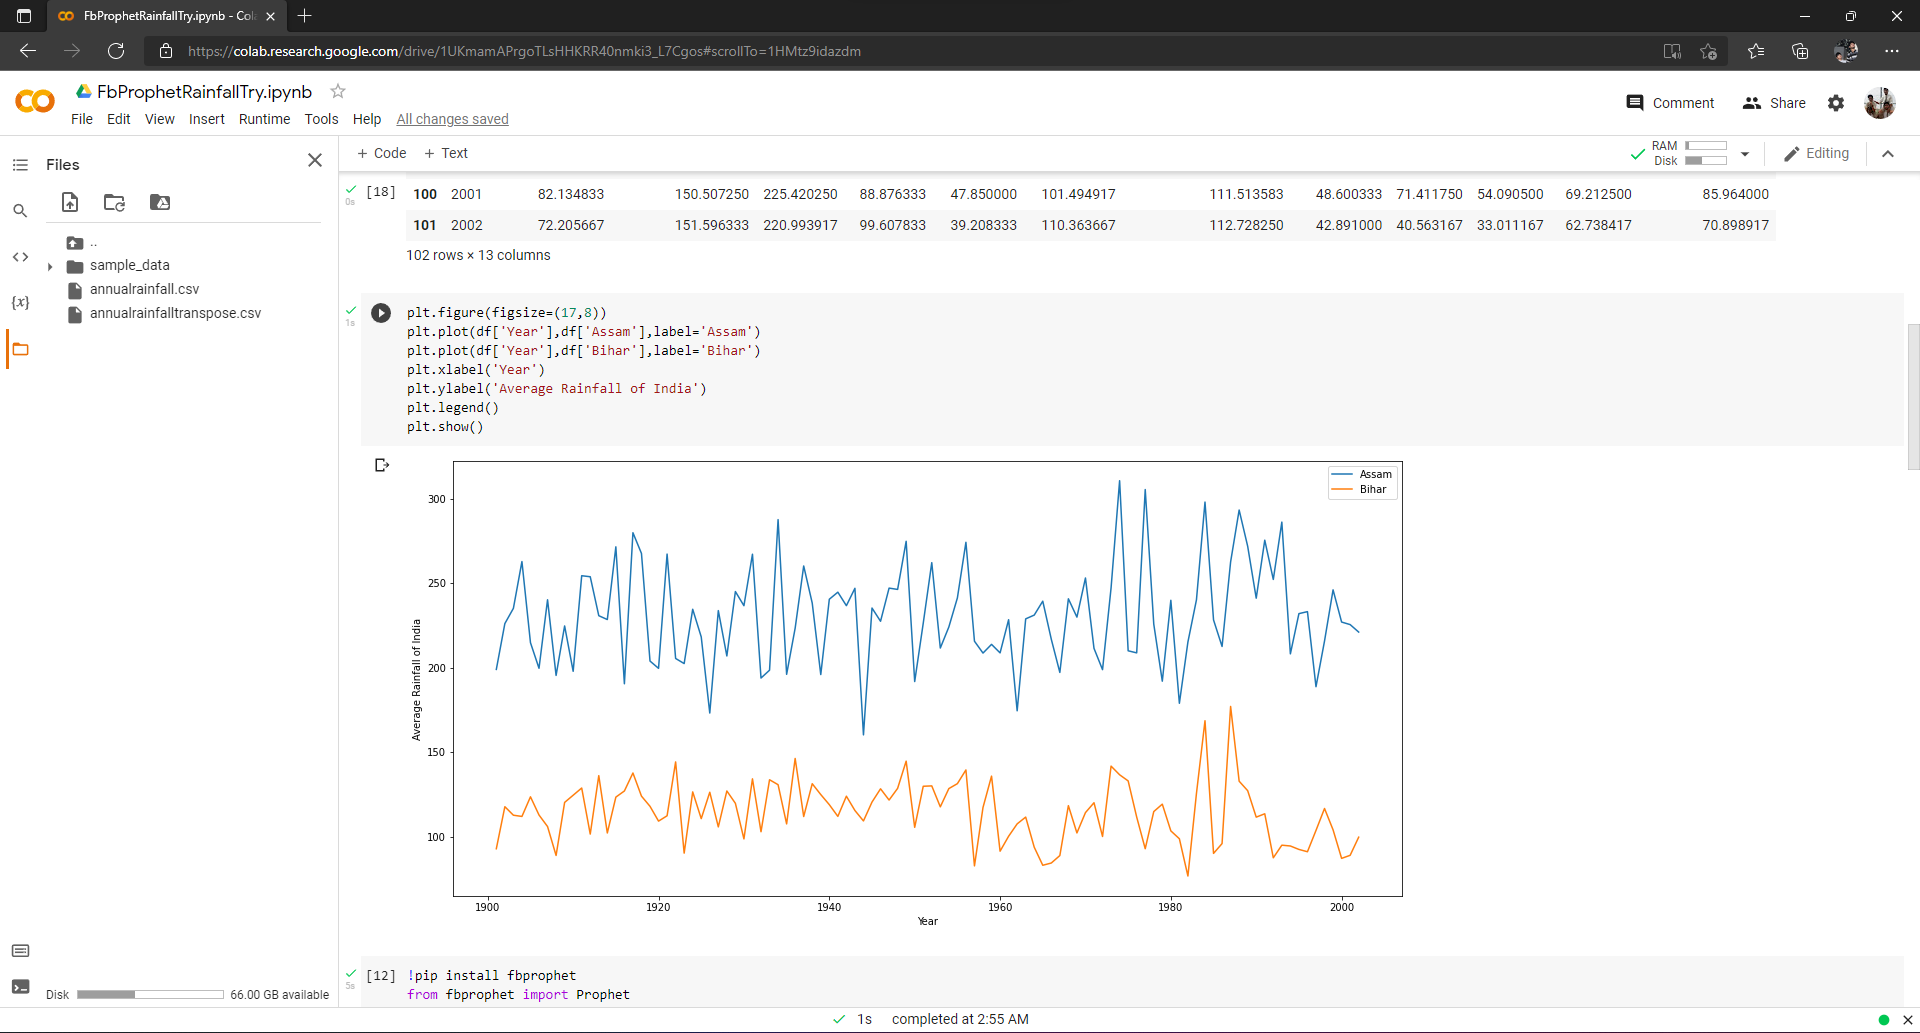 FbProphetRainfallTry.ipynb - Cola
https://colab.research.google.com/drive/1UKmamAPrgoTLsHHKRR40nmki3_L7Cgos#scrollTo=1HMtz9idazdm
FbProphetRainfallTry.ipynb
File Edit View Insert Runtime Tools Help All changes saved
Comment Share
Files
+ Code + Text
RAM
Disk
Editing
..
sample_data
annualrainfall.csv
annualrainfalltranspose.csv
Disk 66.00 GB available
[18] 100 2001 82.134833 150.507250 225.420250 88.876333 47.850000 101.494917 111.513583 48.600333 71.411750 54.090500 69.212500 85.964000
0s
101 2002 72.205667 151.596333 220.993917 99.607833 39.208333 110.363667 112.728250 42.891000 40.563167 33.011167 62.738417 70.898917
102 rows × 13 columns
1s
plt.figure(figsize=(17,8))
plt.plot(df['Year'],df['Assam'],label='Assam')
plt.plot(df['Year'],df['Bihar'],label='Bihar')
plt.xlabel('Year')
plt.ylabel('Average Rainfall of India')
plt.legend()
plt.show()
Assam
Bihar
300
250
200
150
100
Average Rainfall of India
1900 1920 1940 1960 1980 2000
Year
[12] !pip install fbprophet
5s
from fbprophet import Prophet
1s completed at 2:55 AM